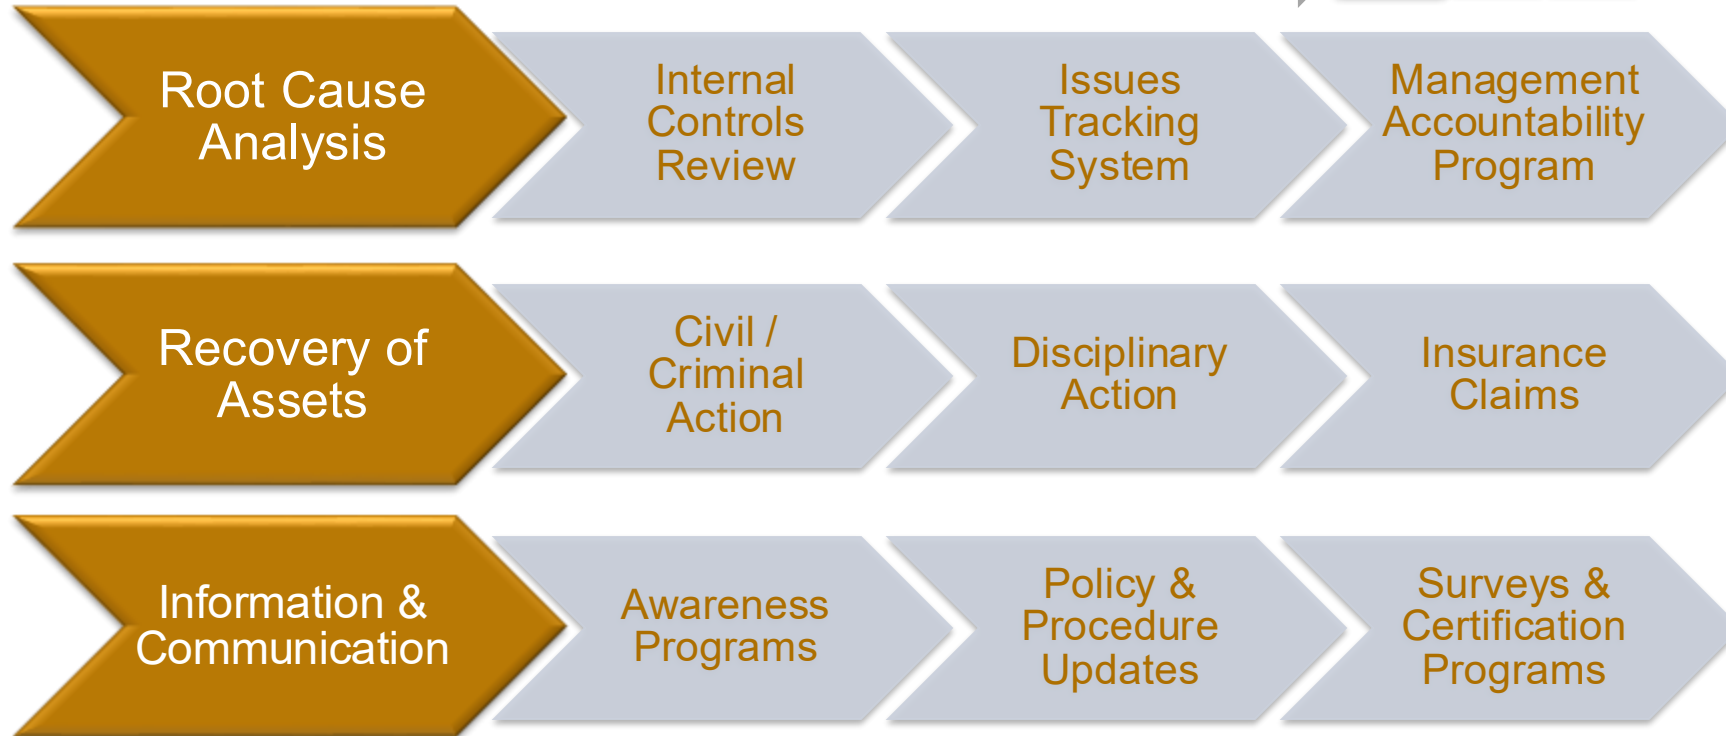 Root Cause
Analysis
Internal
Controls
Review
Issues
Tracking
System
Management
Accountability
Program
Recovery of
Assets
Civil /
Criminal
Action
Disciplinary
Action
Insurance
Claims
Information &
Communication
Awareness
Programs
Policy &
Procedure
Updates
Surveys &
Certification
Programs